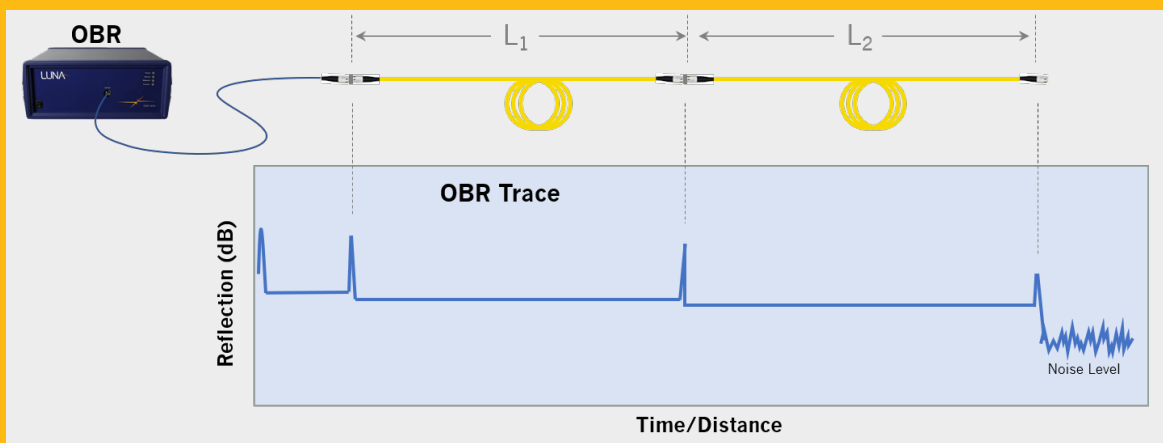 OBR
L₁
L₂
LUNA
OBR Trace
Reflection (dB)
Noise Level
Time/Distance